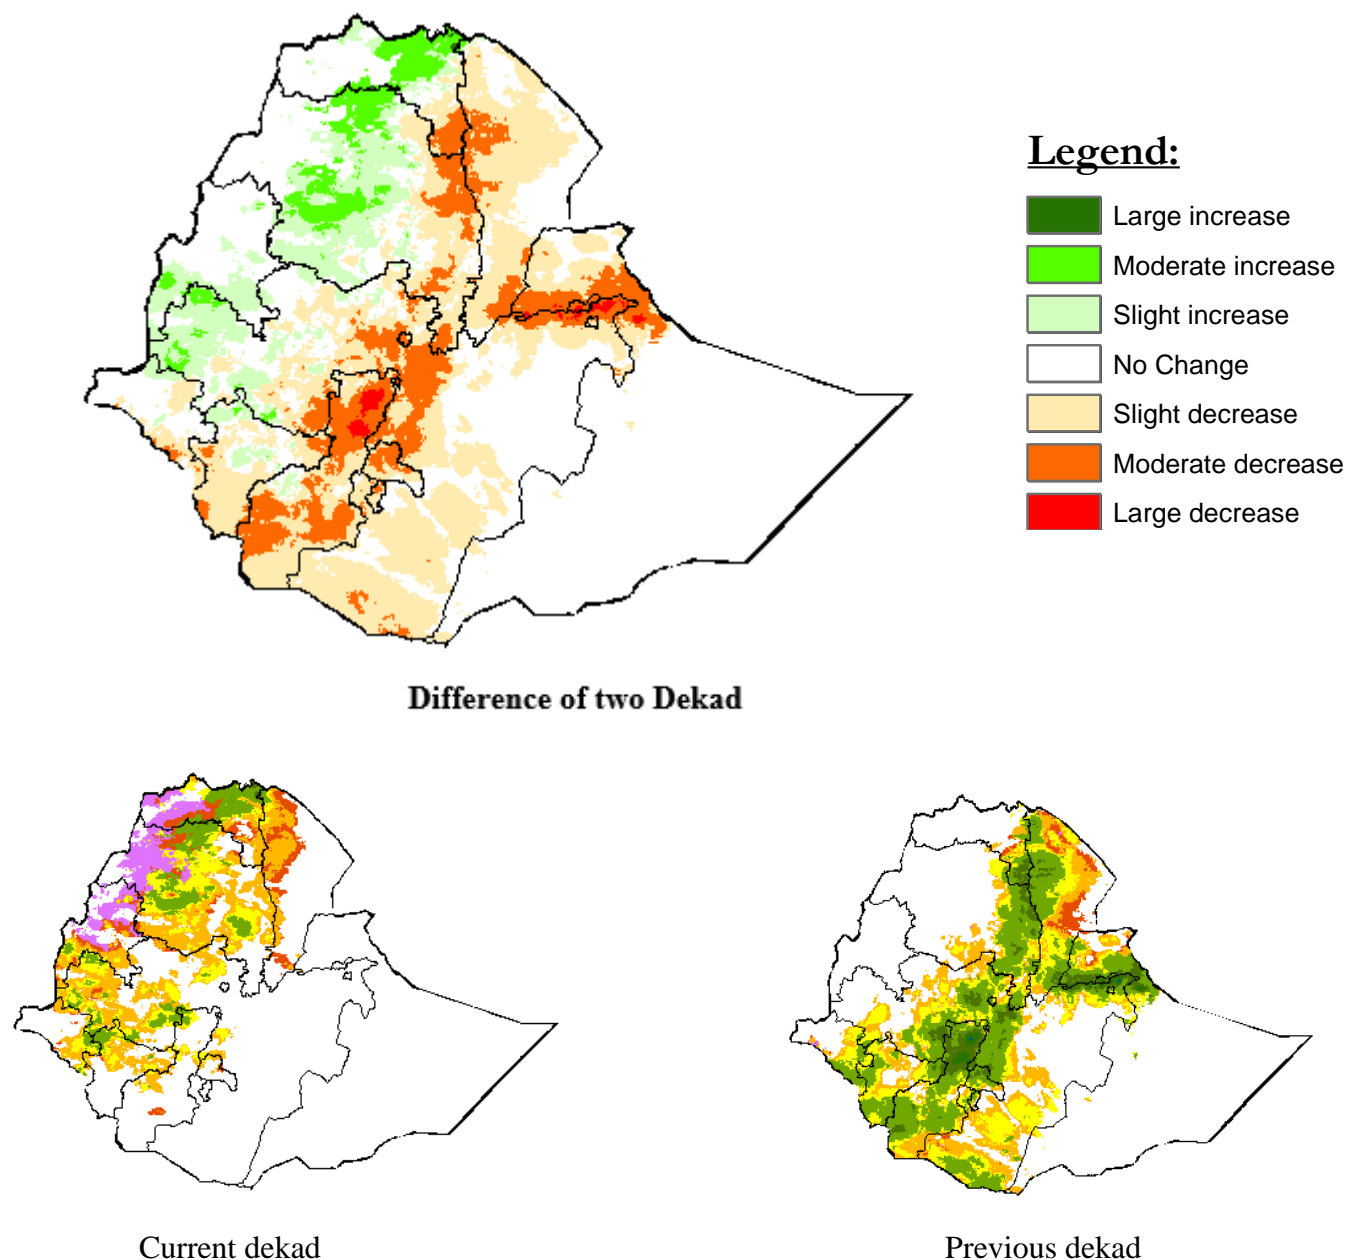 Legend:
Large increase
Moderate increase
Slight increase
No Change
Slight decrease
Moderate decrease
Large decrease
Difference of two Dekad
Current dekad
Previous dekad